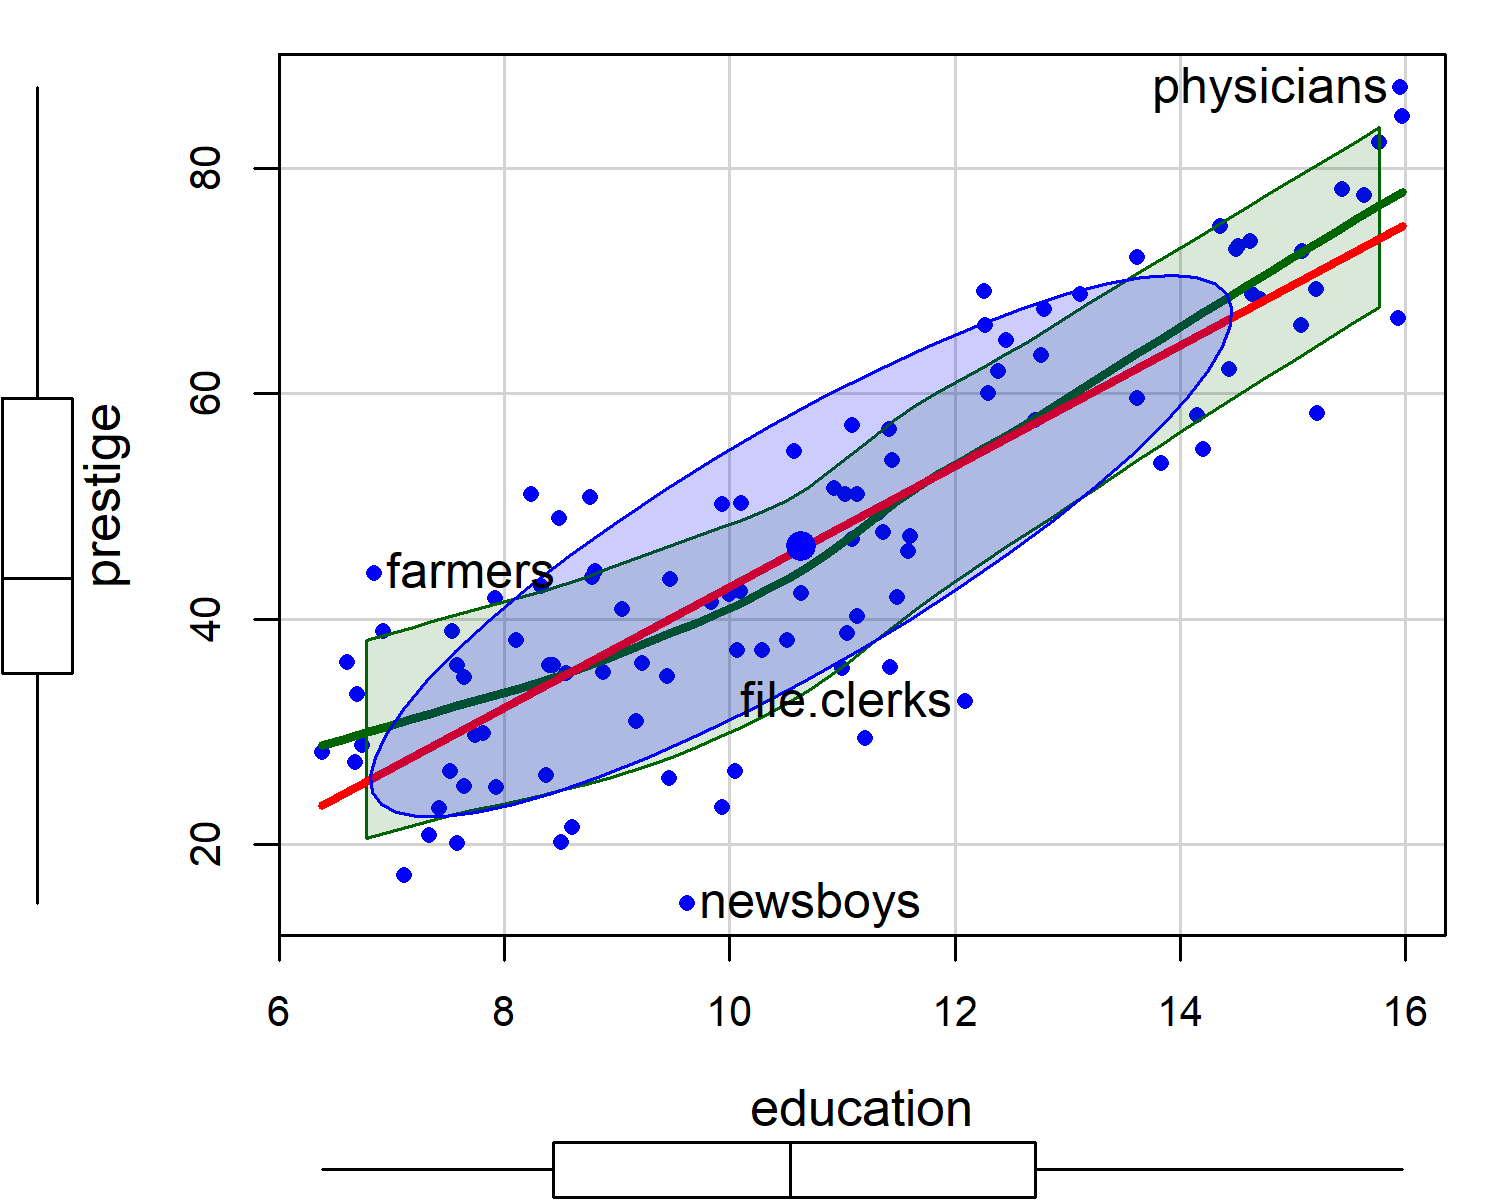 physicians
80
60
prestige
farmers
40
file.clerks
20
newsboys
6 8 10 12 14 16
education